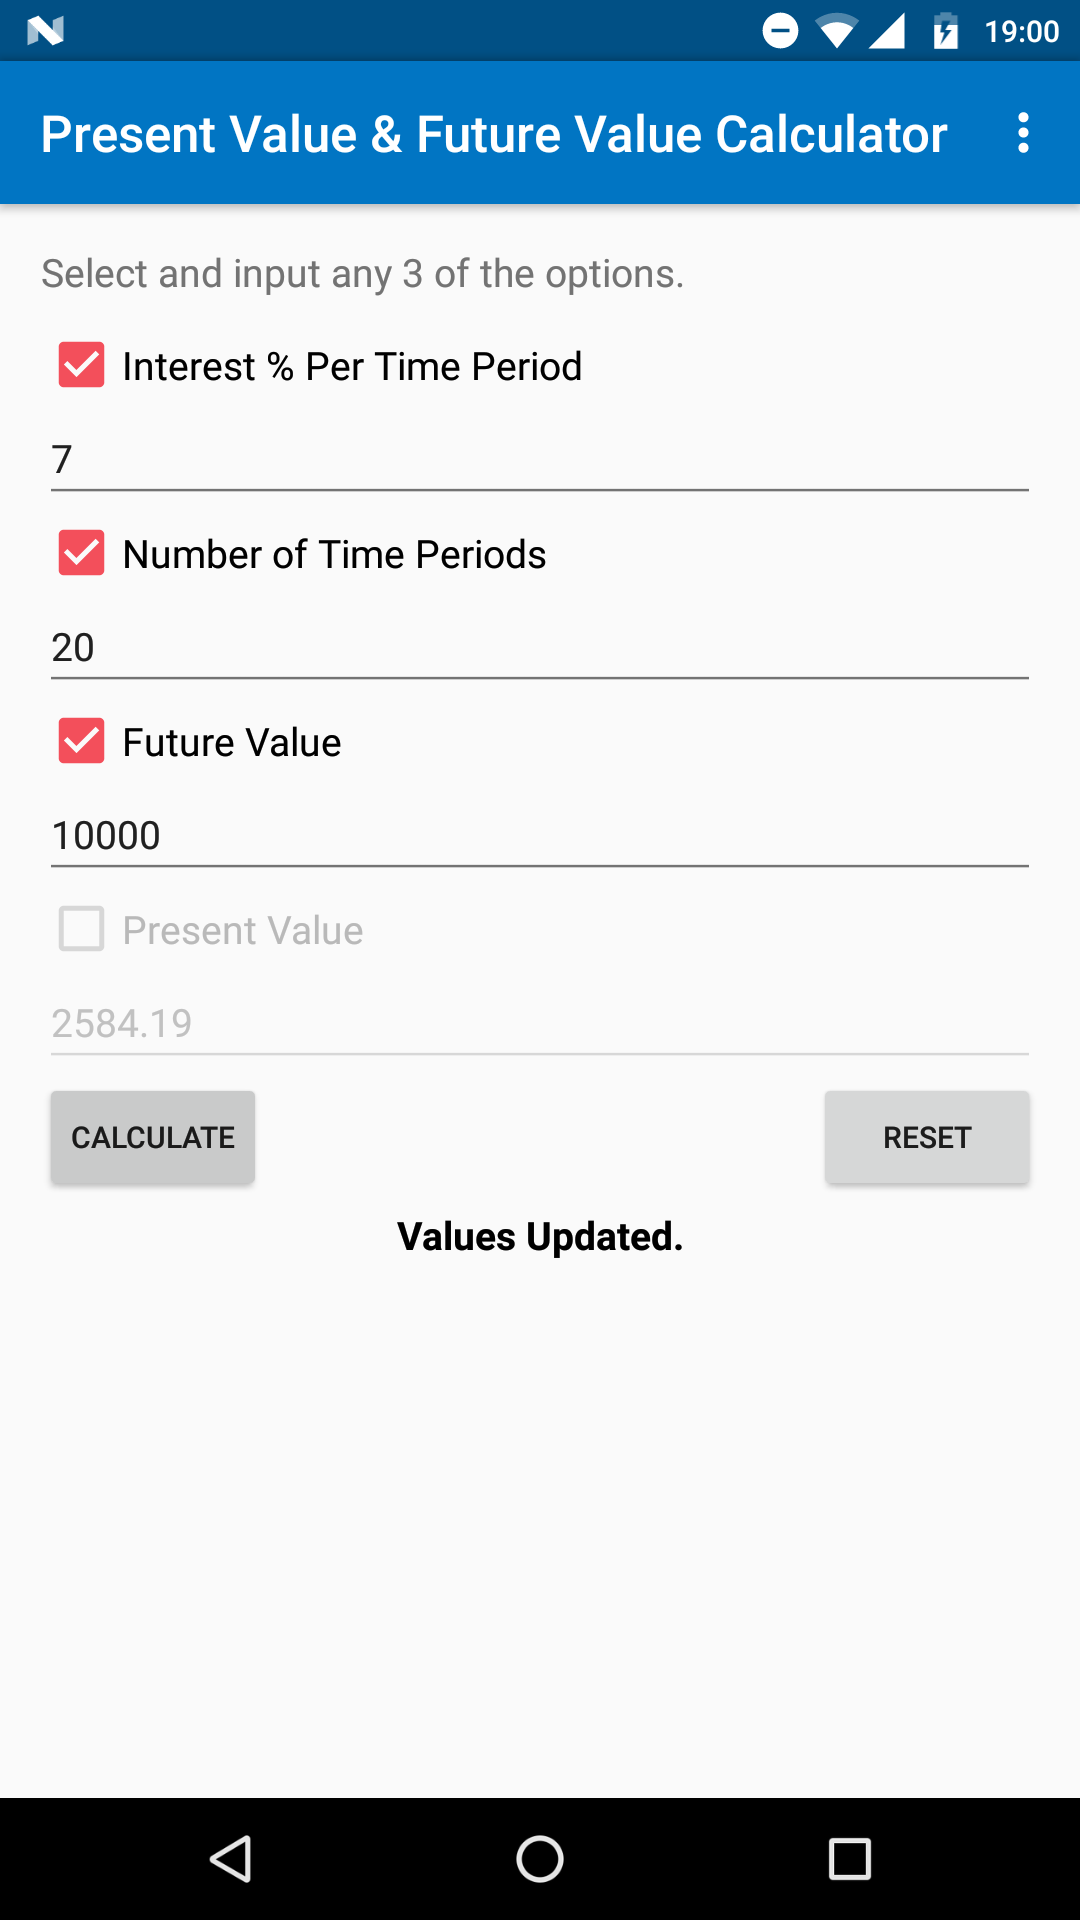 19:00
Present Value & Future Value Calculator
Select and input any 3 of the options.
Interest % Per Time Period
7
Number of Time Periods
20
Future Value
10000
Present Value
2584.19
CALCULATE RESET
Values Updated.